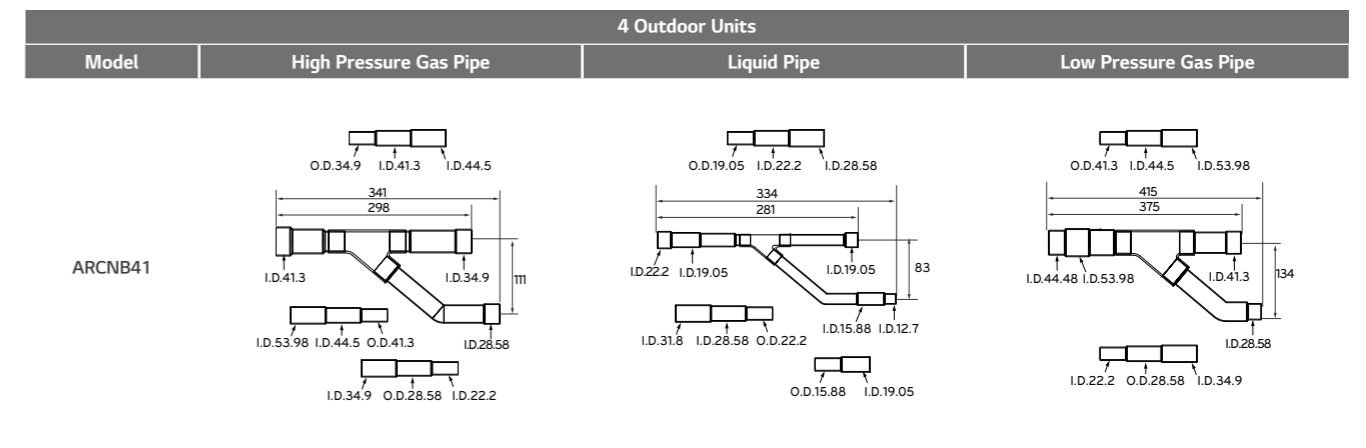 4 Outdoor Units
Model High Pressure Gas Pipe Liquid Pipe Low Pressure Gas Pipe
O.D.34.9 I.D.41.3 I.D.44.5 O.D.19.05 I.D.22.2 I.D.28.58 O.D.41.3 I.D.44.5 I.D.53.98
341 334 415
298 281 375
ARCNB41
I.D.41.3 I.D.34.9 111 I.D.22.2 I.D.19.05 I.D.19.05 83 I.D.44.48 I.D.53.98 I.D.41.3 134
I.D.53.98 I.D.44.5 O.D.41.3 I.D.28.58 I.D.31.8 I.D.28.58 O.D.22.2 I.D.15.88 I.D.12.7 I.D.28.58
I.D.34.9 O.D.28.58 I.D.22.2 O.D.15.88 I.D.19.05 I.D.22.2 O.D.28.58 I.D.34.9